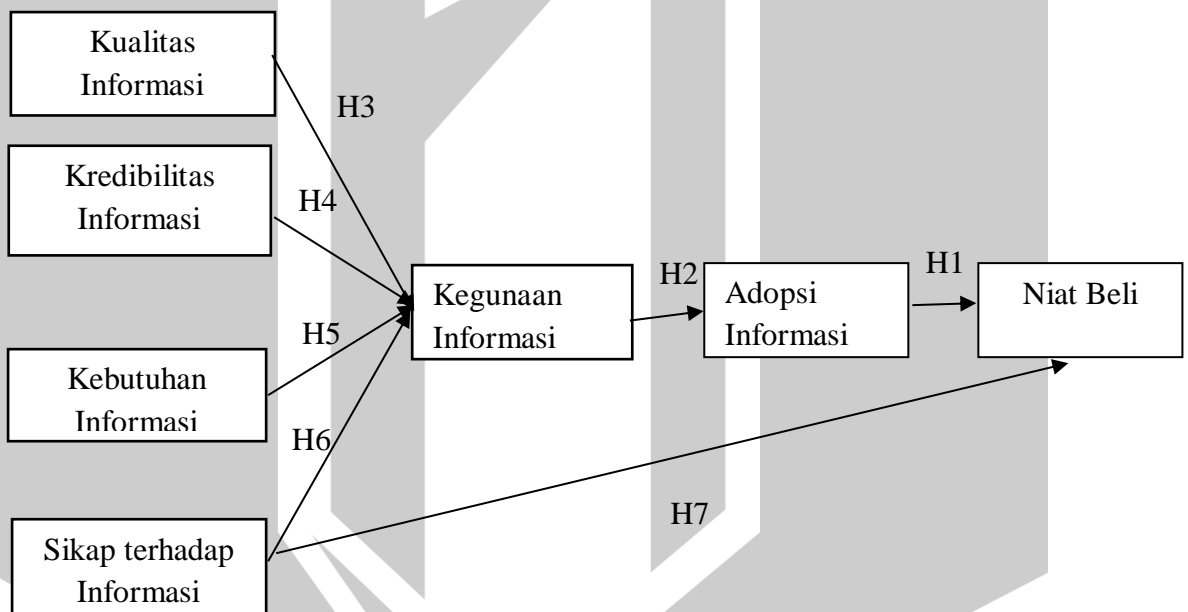 Kualitas
Informasi
H3
Kredibilitas
Informasi
H4
Kegunaan
Informasi
H2
Adopsi
Informasi
H1
Niat Beli
H5
Kebutuhan
Informasi
H6
H7
Sikap terhadap
Informasi